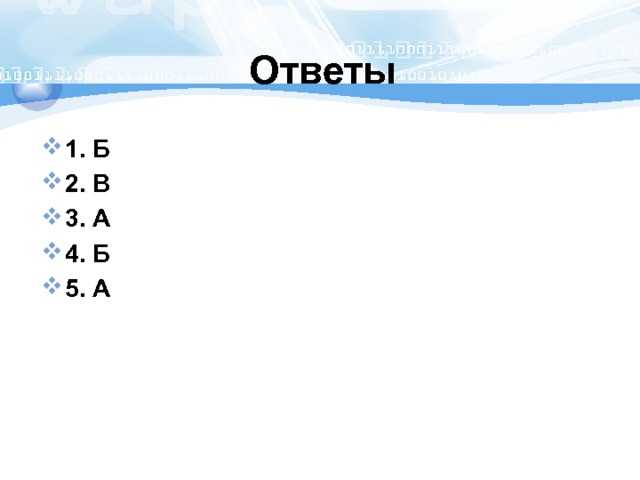 Ответы
1. Б
2. В
3. А
4. Б
5. А